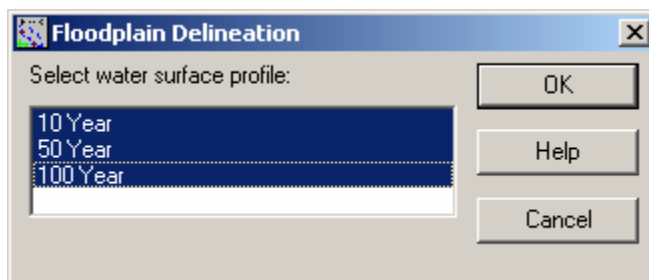 Floodplain Delineation
Select water surface profile:
10 Year
50 Year
100 Year
OK
Help
Cancel